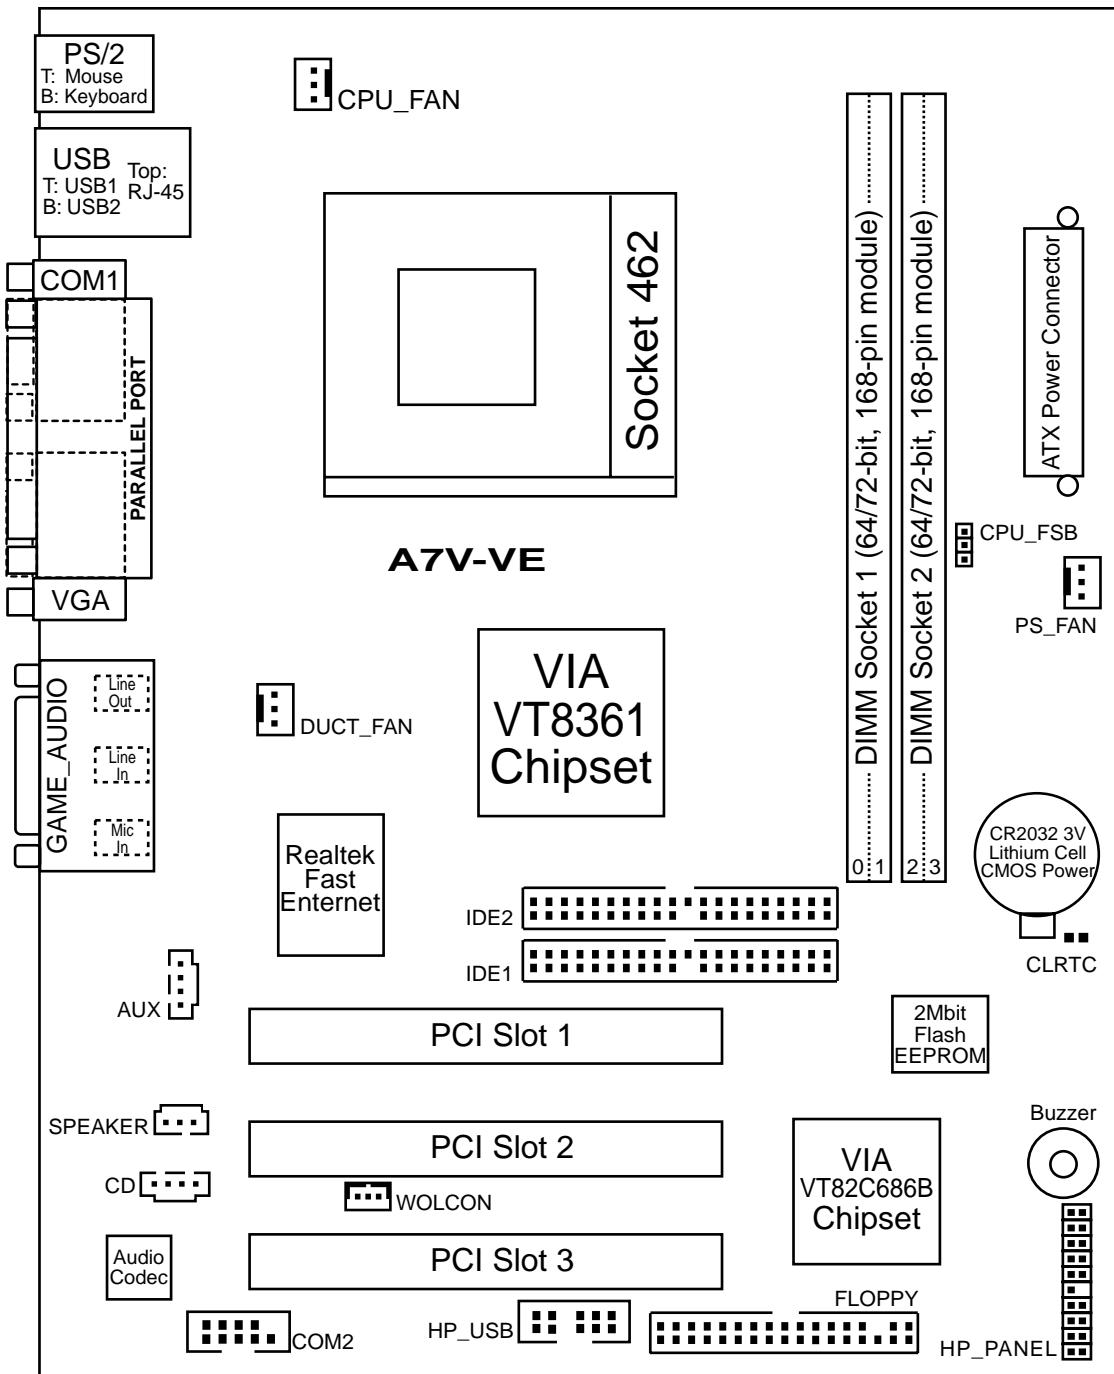 PS/2
T: Mouse
B: Keyboard
CPU_FAN
USB
T: USB1
B: USB2
Top:
RJ-45
COM1
PARALLEL PORT
VGA
Socket 462
DIMM Socket 1 (64/72-bit, 168-pin module)
DIMM Socket 2 (64/72-bit, 168-pin module)
0 1
2 3
ATX Power Connector
CPU_FSB
PS_FAN
A7V-VE
GAME_AUDIO
Line
Out
Line
In
Mic
In
DUCT_FAN
VIA
VT8361
Chipset
Realtek
Fast
Enternet
CR2032 3V
Lithium Cell
CMOS Power
CLRTC
IDE2
IDE1
AUX
PCI Slot 1
2Mbit
Flash
EEPROM
SPEAKER
PCI Slot 2
Buzzer
CD
WOLCON
VIA
VT82C686B
Chipset
Audio
Codec
PCI Slot 3
COM2
HP_USB
FLOPPY
HP_PANEL